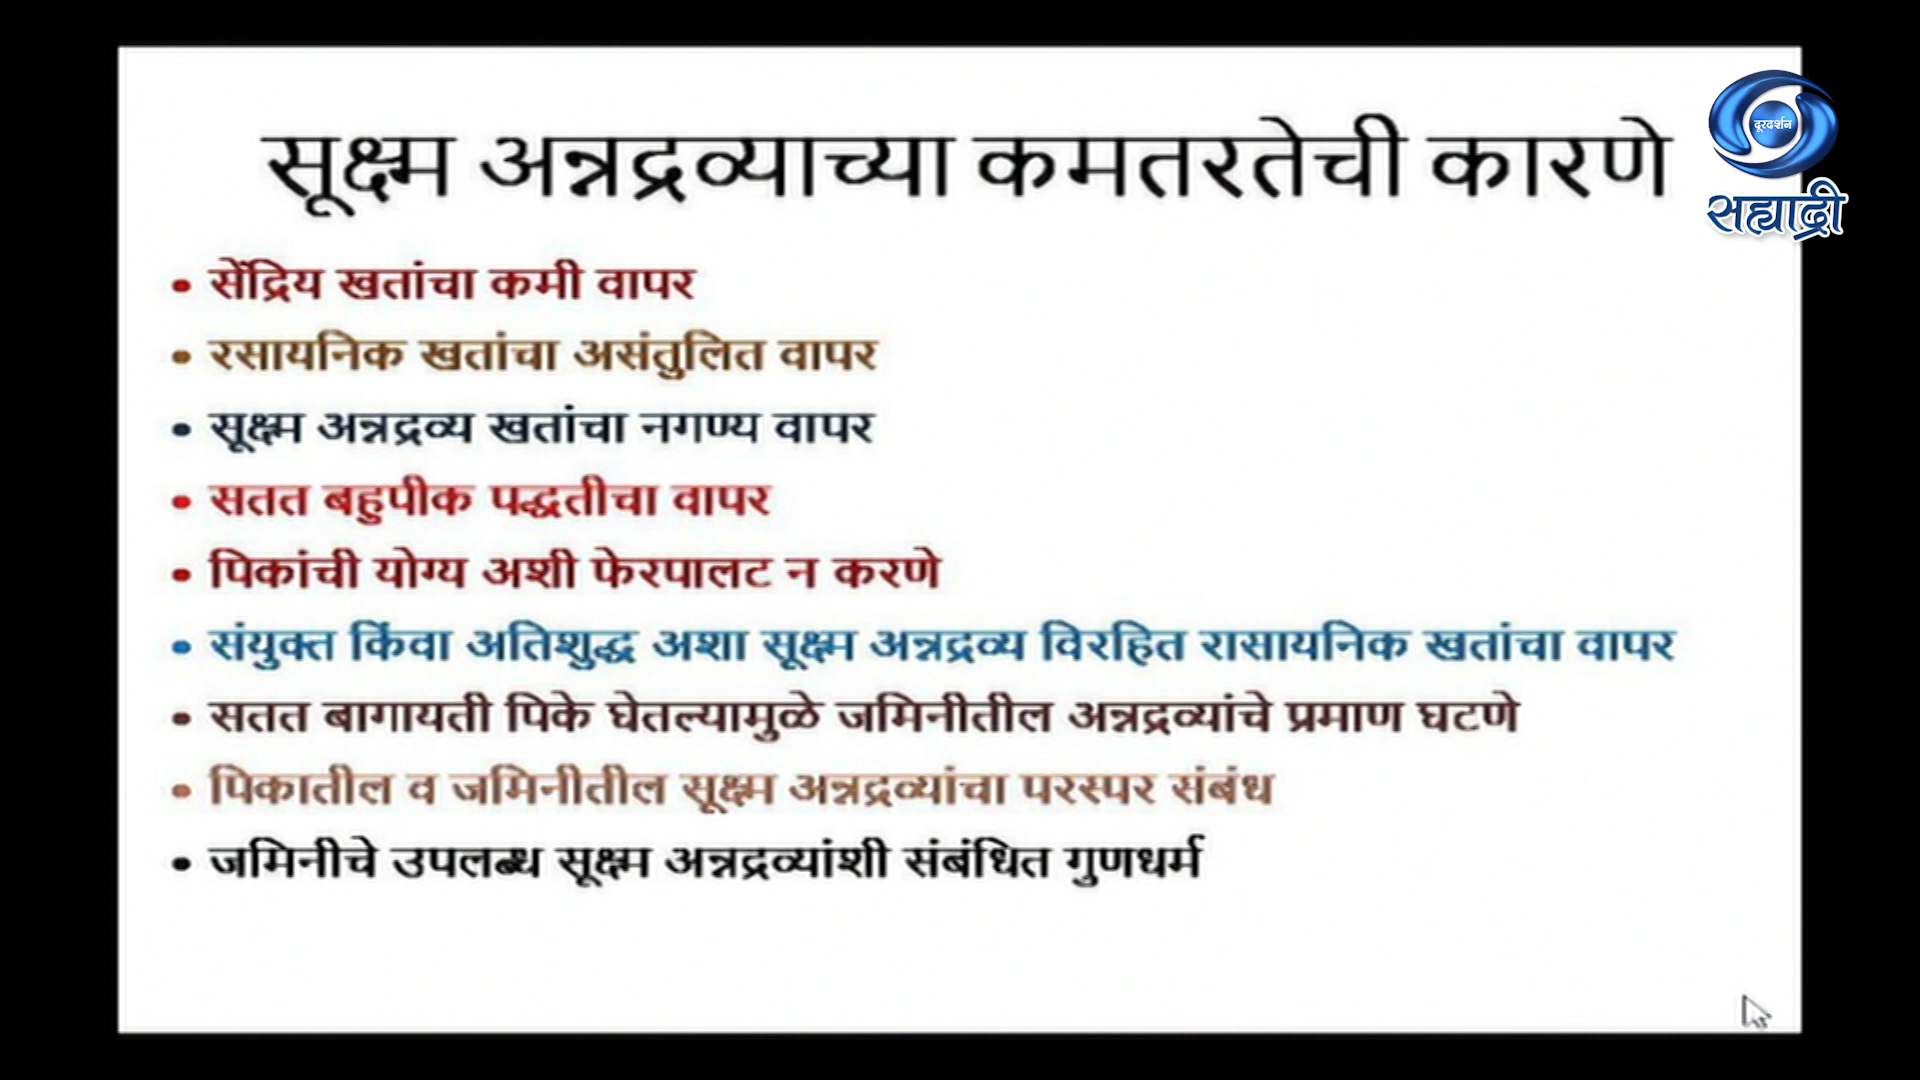 सूक्ष्म अन्नद्रव्याच्या कमतरतेची कारणे
दूरदर्शन
सह्याद्री
• सेंद्रिय खतांचा कमी वापर
• रसायनिक खतांचा असंतुलित वापर
• सूक्ष्म अन्नद्रव्य खतांचा नगण्य वापर
• सतत बहुपीक पद्धतीचा वापर
• पिकांची योग्य अशी फेरपालट न करणे
• संयुक्त किंवा अतिशुद्ध अशा सूक्ष्म अन्नद्रव्य विरहित रासायनिक खतांचा वापर
• सतत बागायती पिके घेतल्यामुळे जमिनीतील अन्नद्रव्यांचे प्रमाण घटणे
• पिकातील व जमिनीतील सूक्ष्म अन्नद्रव्यांचा परस्पर संबंध
• जमिनीचे उपलब्ध सूक्ष्म अन्नद्रव्यांशी संबंधित गुणधर्म